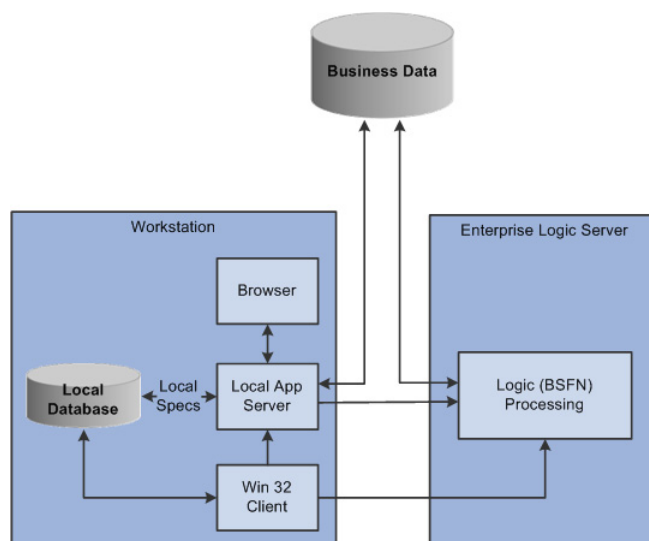 Business Data
Workstation
Enterprise Logic Server
Browser
Local
Database
Local
Specs
Local App
Server
Logic (BSFN)
Processing
Win 32
Client